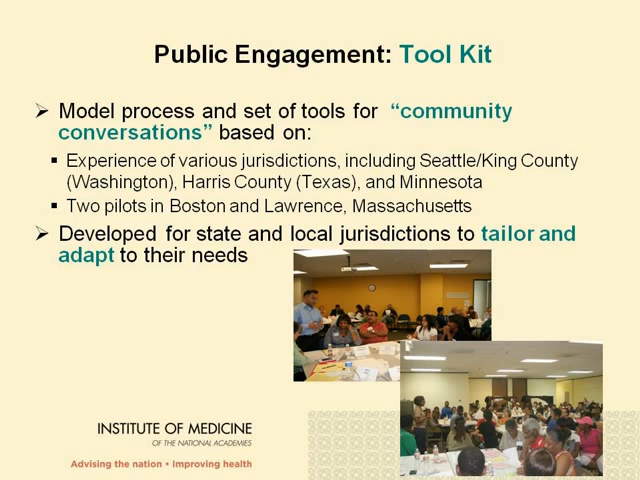 Public Engagement: Tool Kit
➢ Model process and set of tools for “community
conversations” based on:
▪ Experience of various jurisdictions, including Seattle/King County
(Washington), Harris County (Texas), and Minnesota
▪ Two pilots in Boston and Lawrence, Massachusetts
➢ Developed for state and local jurisdictions to tailor and
adapt to their needs
INSTITUTE OF MEDICINE
OF THE NATIONAL ACADEMIES
Advising the nation • Improving health